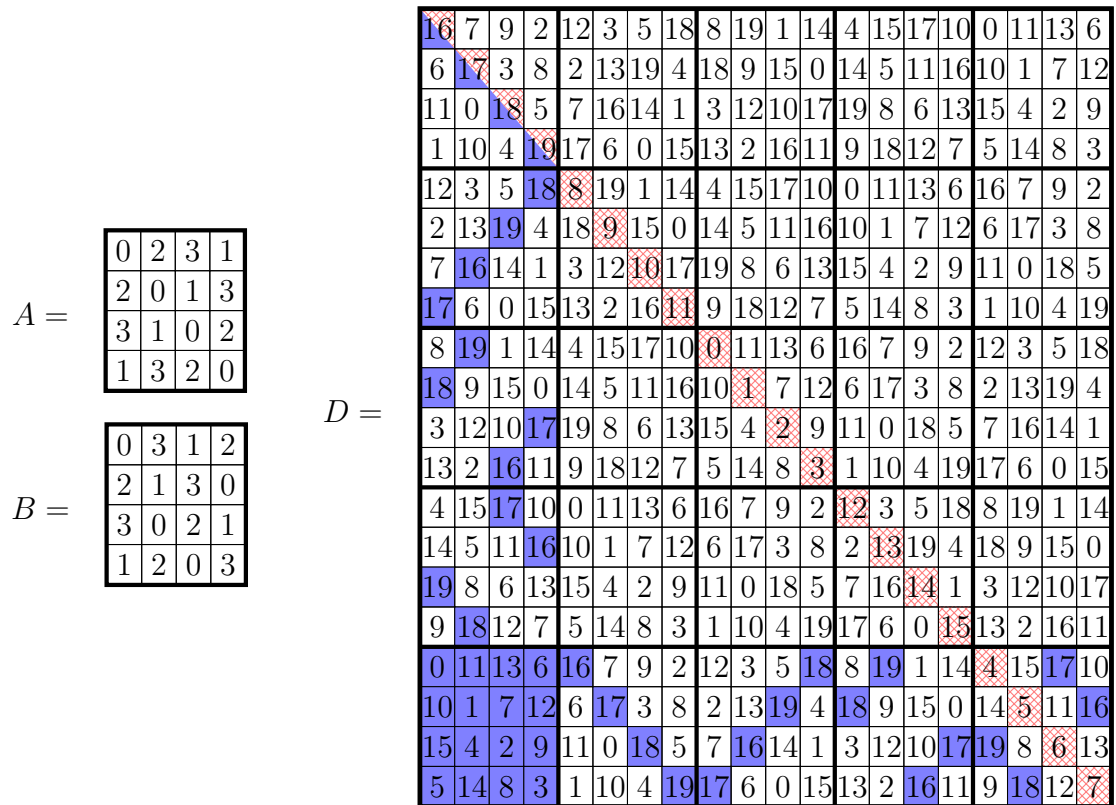 A =
0 2 3 1
2 0 1 3
3 1 0 2
1 3 2 0
B =
0 3 1 2
2 1 3 0
3 0 2 1
1 2 0 3
D =
16 7 9 2 12 3 5 18 8 19 1 14 4 15 17 10 0 11 13 6
6 17 3 8 2 13 19 4 18 9 15 0 14 5 11 16 10 1 7 12
11 0 18 5 7 16 14 1 3 12 10 17 19 8 6 13 15 4 2 9
1 10 4 19 17 6 0 15 13 2 16 11 9 18 12 7 5 14 8 3
12 3 5 18 8 19 1 14 4 15 17 10 0 11 13 6 16 7 9 2
2 13 19 4 18 9 15 0 14 5 11 16 10 1 7 12 6 17 3 8
7 16 14 1 3 12 10 17 19 8 6 13 15 4 2 9 11 0 18 5
17 6 0 15 13 2 16 11 9 18 12 7 5 14 8 3 1 10 4 19
8 19 1 14 4 15 17 10 0 11 13 6 16 7 9 2 12 3 5 18
18 9 15 0 14 5 11 16 10 1 7 12 6 17 3 8 2 13 19 4
3 12 10 17 19 8 6 13 15 4 2 9 11 0 18 5 7 16 14 1
13 2 16 11 9 18 12 7 5 14 8 3 1 10 4 19 17 6 0 15
4 15 17 10 0 11 13 6 16 7 9 2 12 3 5 18 8 19 1 14
14 5 11 16 10 1 7 12 6 17 3 8 2 13 19 4 18 9 15 0
19 8 6 13 15 4 2 9 11 0 18 5 7 16 14 1 3 12 10 17
9 18 12 7 5 14 8 3 1 10 4 19 17 6 0 15 13 2 16 11
0 11 13 6 16 7 9 2 12 3 5 18 8 19 1 14 4 15 17 10
10 1 7 12 6 17 3 8 2 13 19 4 18 9 15 0 14 5 11 16
15 4 2 9 11 0 18 5 7 16 14 1 3 12 10 17 19 8 6 13
5 14 8 3 1 10 4 19 17 6 0 15 13 2 16 11 9 18 12 7